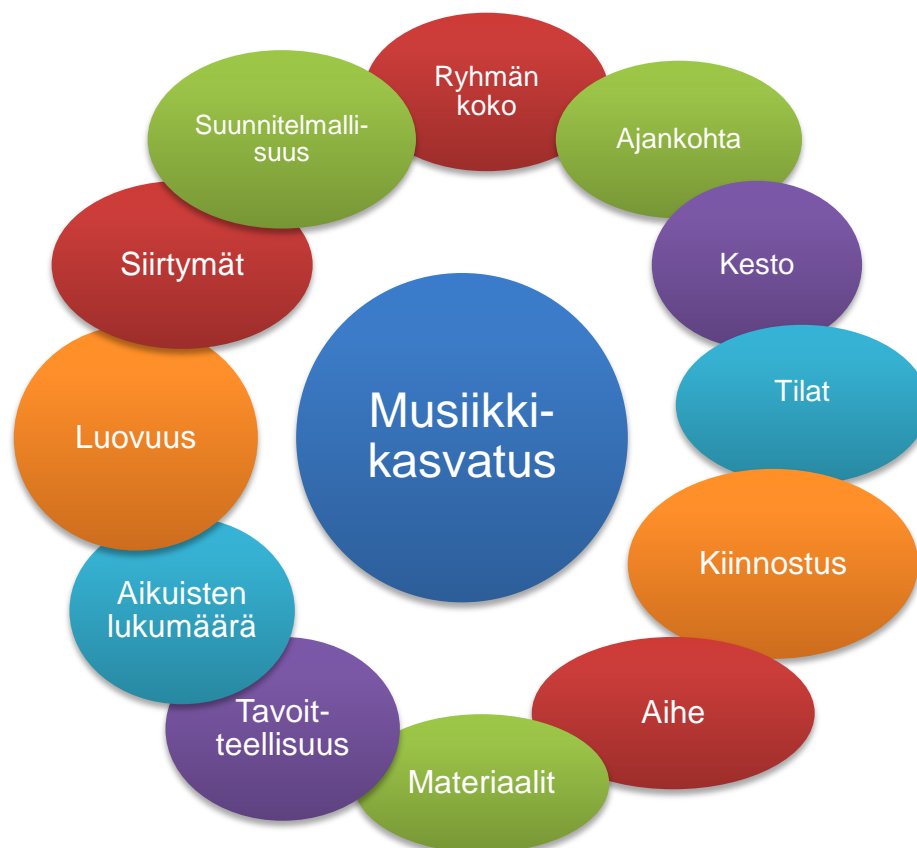 Ryhmän
koko
Ajankohta
Kesto
Tilat
Kiinnostus
Aihe
Materiaalit
Tavoit-
teellisuus
Aikuisten
lukumäärä
Luovuus
Siirtymät
Suunnitelmalli-
suus
Musiikki-
kasvatus